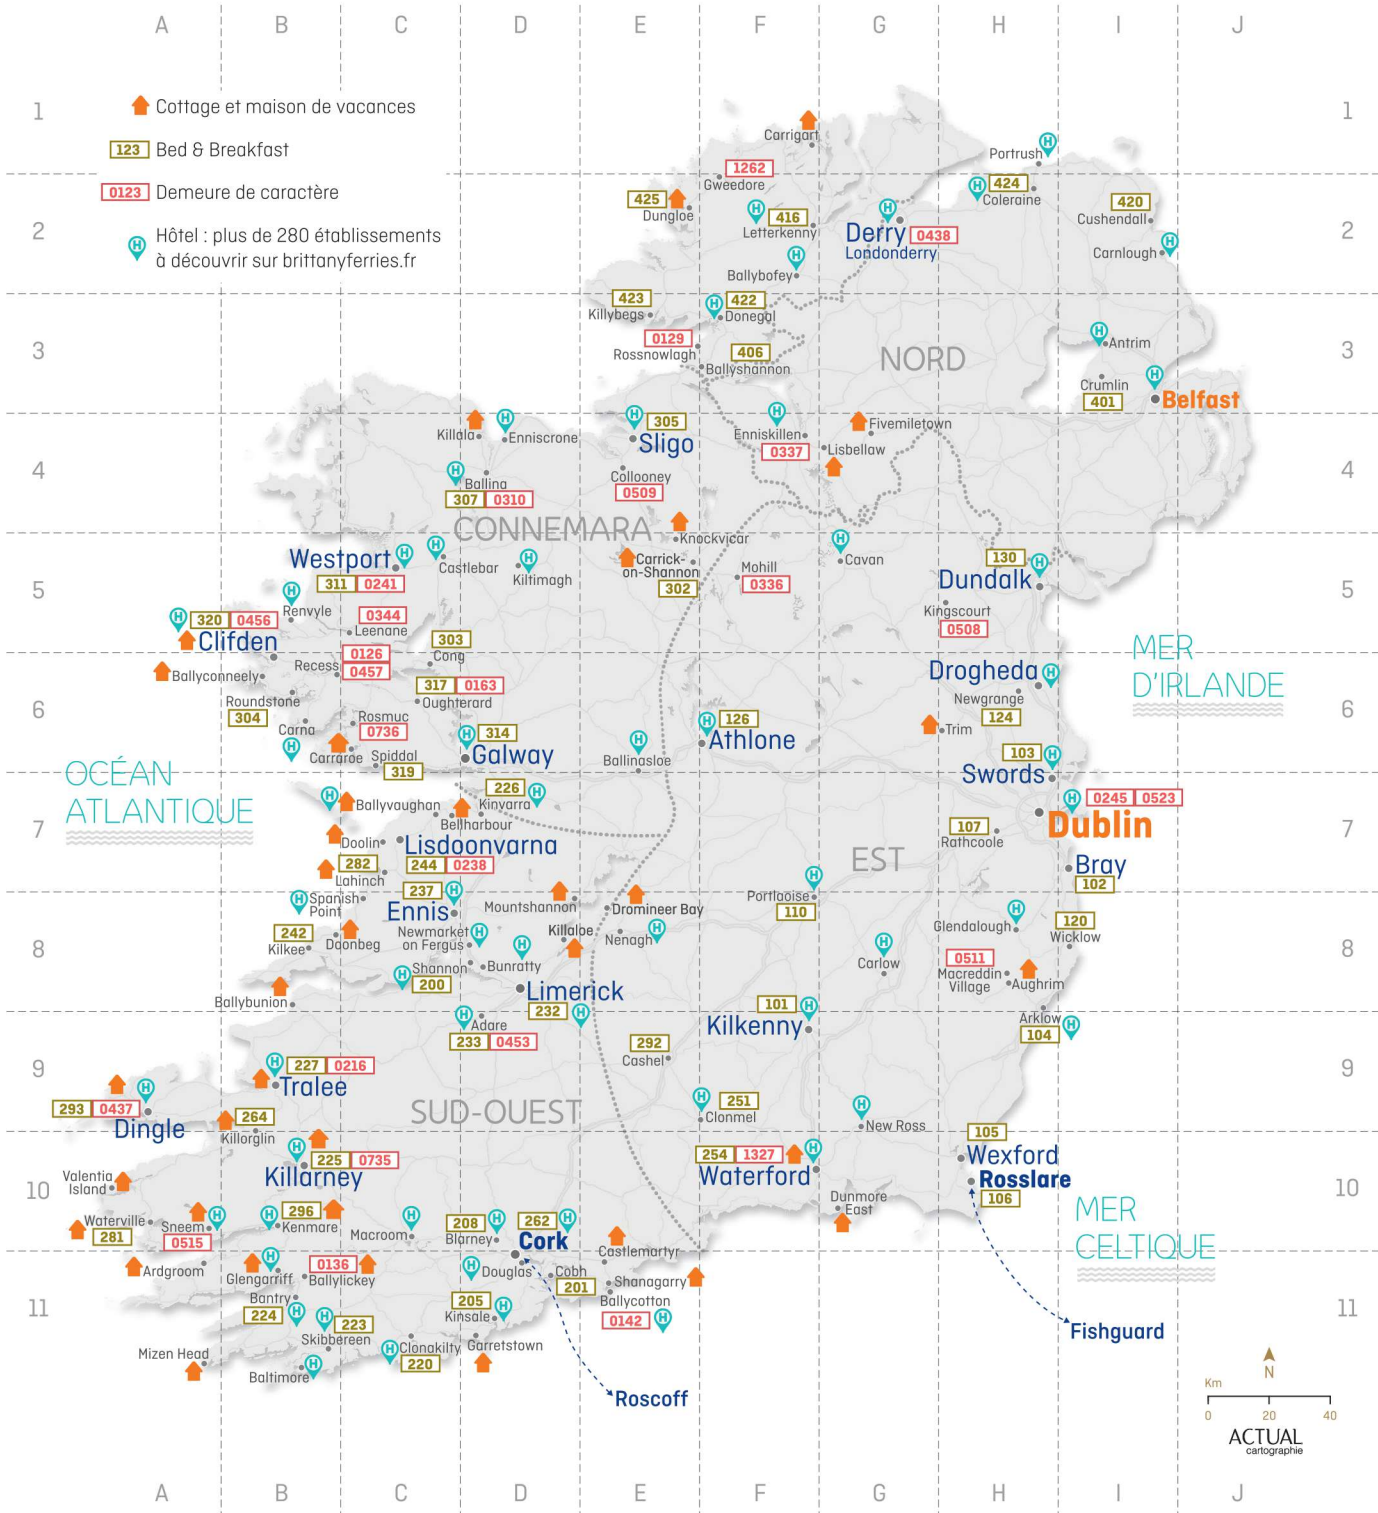 A B C D E F G H I J
1 1
Cottage et maison de vacances
123 Bed & Breakfast
0123 Demeure de caractère
H Hôtel : plus de 280 établissements
à découvrir sur brittanyferries.fr
Carrigart
Portrush H
1262
Gweedore
H 424
Coleraine
425
Dungloe
H 416
Letterkenny
H
Derry 0438
Londonderry
420
Cushendall
2 2
Carnlough H
H
Ballybofey
423
Killybegs
H 422
Donegal
0129
Rossnowlagh
406
Ballyshannon
NORD
H
Antrim
3 3
Crumlin
401
H
Belfast
Killala
H
Enniscrone
H 305
Sligo
H
Enniskillen
0337
Fivemiletown
Lisbellaw
4 4
H
Ballina
307 0310
Collooney
0509
CONNEMARA
Knockvicar
Westport H
311 0241
H
Castlebar
H
Kiltimagh
Carrick-
on-Shannon
302
Mohill
0336
H
Cavan
130
Dundalk H
5 5
H
Renvyle
Kingscourt
0508
H 320 0456
Clifden
0344
Leenane
303
Cong
0126
Recess 0457
Ballyconneely
MER
D'IRLANDE
Drogheda H
Newgrange
124
Roundstone
304
317 0163
Oughterard
6 6
Carna
H
Rosmuc
0736
Carraroe
Spiddal
319
H 314
Galway
H
Ballinasloe
H 126
Athlone
Trim
103 H
Swords
OCÉAN
ATLANTIQUE
H
Ballyvaughan
226 H
Kinvarra
Bellharbour
H 0245 0523
Dublin
7 7
Doolin
Lisdoonvarna
244 0238
282
Lahinch
107
Rathcoole
EST
Bray
102
H
Portlaoise
110
H
Spanish
Point
237 H
Ennis
Mountshannon
Dromineer Bay
H
Glendalough
120
Wicklow
242
Kilkee
Doonbeg
Newmarket
on Fergus H
Killaloe
H
Nenagh H
H
Carlow
8 8
H
Shannon
200
Bunratty
0511
Macreddin
Village
Aughrim
Ballybunion
Limerick
232 H
101 H
Kilkenny
Arklow
104 H
H
Adare
233 0453
292
Cashel
9 9
H 227 0216
Tralee
H
293 0437
Dingle
SUD-OUEST
H 251
Clonmel
H
New Ross
264
Killorglin
105
Wexford
Rosslare
106
H
225 0735
Killarney
254 1327 H
Waterford
Valentia
Island
10 10
Dunmore
East
Waterville
281
Sneem H
0515
H 296
Kenmare
H
Macroom
208 H
Blarney
262 H
Cork
MER
CELTIQUE
Castlemartyr
Ardgroom
H
Glengarriff
0136
Ballylickey
H
Douglas
Cobh
201
Shanagarry
Ballycotton
0142 H
11 11
Bantry
224 H
H 223
Skibbereen
205 H
Kinsale
Fishguard
Mizen Head
Baltimore H
H
Clonakilty
220
Garretstown
Roscoff
N
Km
0 20 40
ACTUAL
cartographie
A B C D E F G H I J